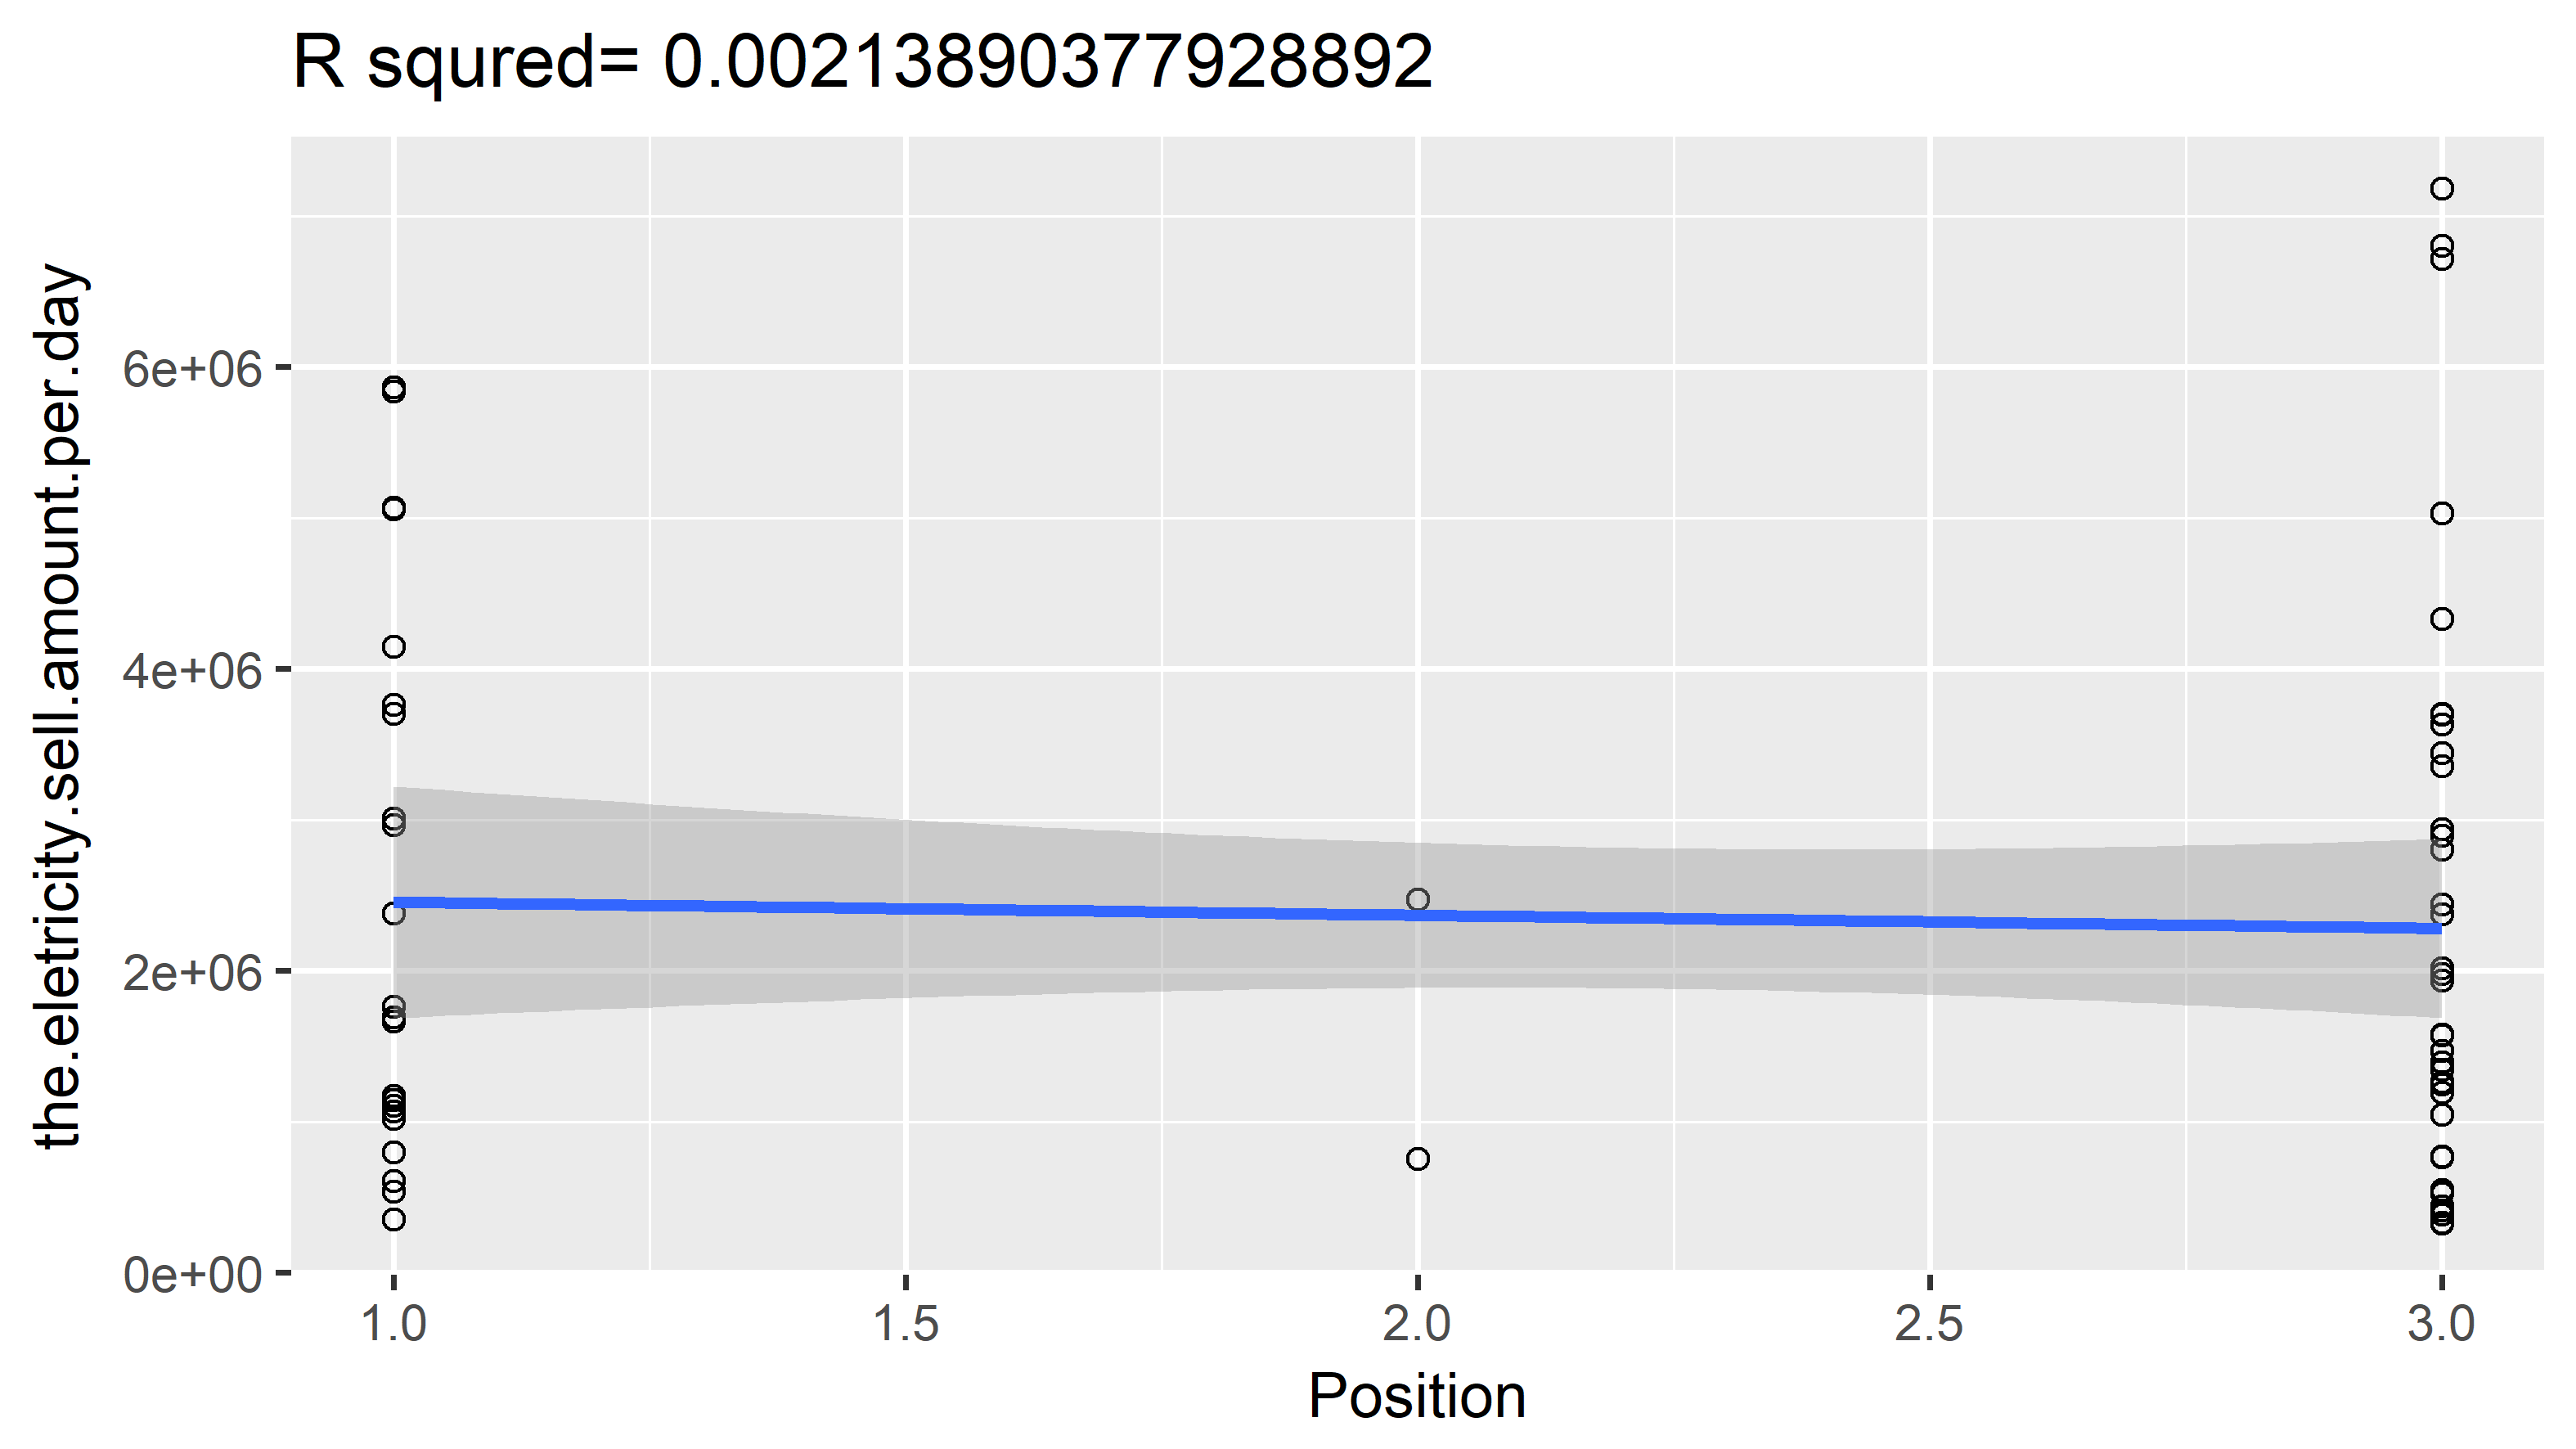 R squred= 0.00213890377928892
the.eletricity.sell.amount.per.day
6e+06
4e+06
2e+06
0e+00
1.0
1.5
2.0
2.5
3.0
Position